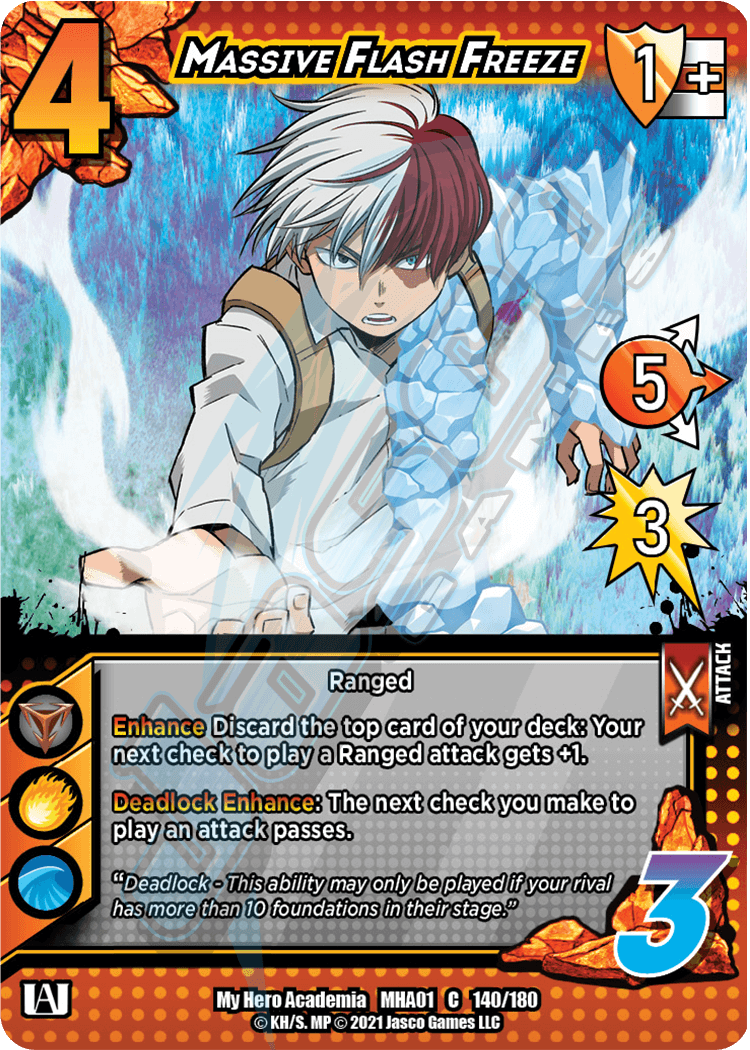 4
MASSIVE FLASH FREEZE
1 +
5
3
ATTACK
Ranged
Enhance Discard the top card of your deck: Your
next check to play a Ranged attack gets +1.
Deadlock Enhance: The next check you make to
play an attack passes.
“Deadlock - This ability may only be played if your rival
has more than 10 foundations in their stage.”
3
UA
My Hero Academia MHA01 C 140/180
© KH/S. MP © 2021 Jasco Games LLC